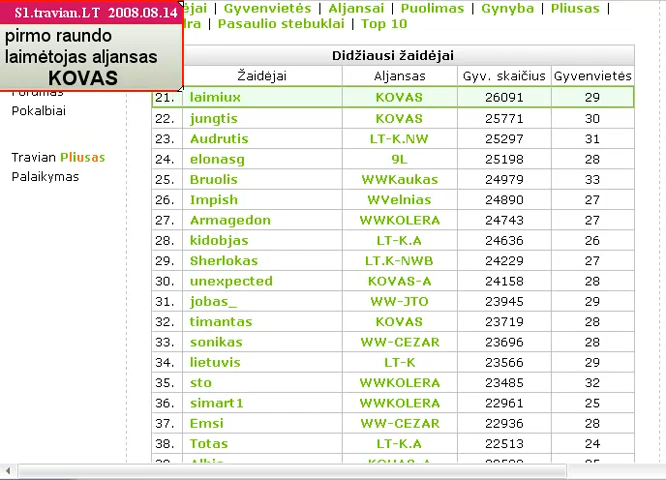 S1.travian.LT 2008.08.14
pirmo raundo
laimėtojas aljansas
KOVAS
| Gyvenvietės | Aljansai | Puolimas | Gynyba | Pliusas |
| Pasaulio stebuklai | Top 10
Pokalbiai
Travian Pliusas
Palaikymas
Didžiausi žaidėjai
Žaidėjai Aljansas Gyv. skaičius Gyvenvietės
21. laimiux KOVAS 26091 29
22. jungtis KOVAS 25771 30
23. Audrutis LT-K.NW 25297 31
24. elonasg 9L 25198 28
25. Bruolis WWKaukas 24979 33
26. Impish WVelnias 24890 27
27. Armagedon WWKOLERA 24743 27
28. kidobjas LT-K.A 24636 26
29. Sherlokas LT.K-NWB 24229 27
30. unexpected KOVAS-A 24158 28
31. jobas_ WW-JTO 23945 29
32. timantas KOVAS 23719 28
33. sonikas WW-CEZAR 23696 28
34. lietuvis LT-K 23566 29
35. sto WWKOLERA 23485 32
36. simart1 WWKOLERA 22961 25
37. Emsi WW-CEZAR 22936 28
38. Totas LT-K.A 22513 24